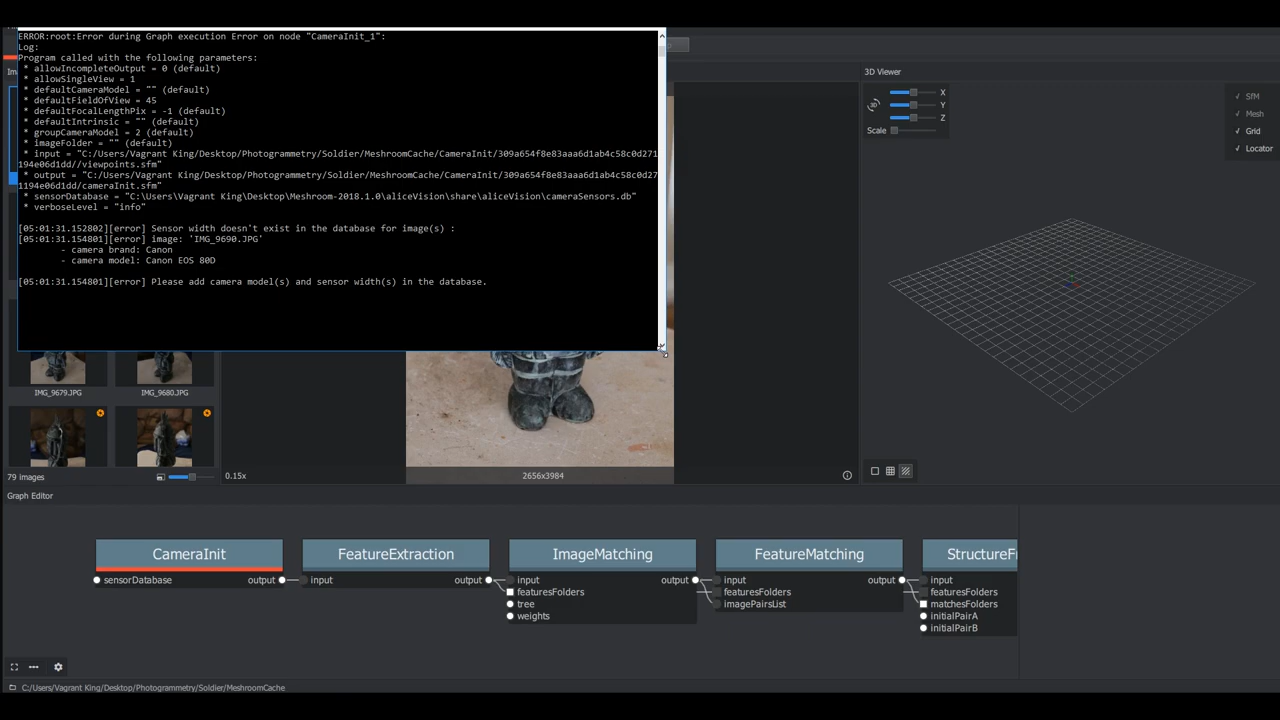 ERROR:root:Error during Graph execution Error on node "CameraInit_1":
Log:
Program called with the following parameters:
* allowIncompleteOutput = 0 (default)
* allowSingleView = 1
* defaultCameraModel = "" (default)
* defaultFieldOfView = 45
* defaultFocalLengthPix = -1 (default)
* defaultIntrinsic = "" (default)
* groupCameraModel = 2 (default)
* imageFolder = "" (default)
* input = "C:/Users/Vagrant King/Desktop/Photogrammetry/Soldier/MeshroomCache/CameraInit/309a654f8e83aaa6d1ab4c58c0d271
1194e06d1dd//viewpoints.sfm"
* output = "C:/Users/Vagrant King/Desktop/Photogrammetry/Soldier/MeshroomCache/CameraInit/309a654f8e83aaa6d1ab4c58c0d271
1194e06d1dd/cameraInit.sfm"
* sensorDatabase = "C:\Users\Vagrant King\Desktop\Meshroom-2018.1.0\aliceVision\share\aliceVision\cameraSensors.db"
* verboseLevel = "info"
[05:01:31.152802][error] Sensor width doesn't exist in the database for image(s) :
[05:01:31.154801][error] image: 'IMG_9690.JPG'
- camera brand: Canon
- camera model: Canon EOS 80D
[05:01:31.154801][error] Please add camera model(s) and sensor width(s) in the database.
3D Viewer
X
Y
Z
Scale
SfM
Mesh
Grid
Locator
IMG_9679.JPG
IMG_9680.JPG
79 images
0.15x
2656x3984
Graph Editor
CameraInit
FeatureExtraction
ImageMatching
FeatureMatching
StructureFr
sensorDatabase
output
input
output
input
output
input
output
input
featuresFolders
featuresFolders
featuresFolders
tree
imagePairsList
matchesFolders
weights
initialPairA
initialPairB
C:/Users/Vagrant King/Desktop/Photogrammetry/Soldier/MeshroomCache